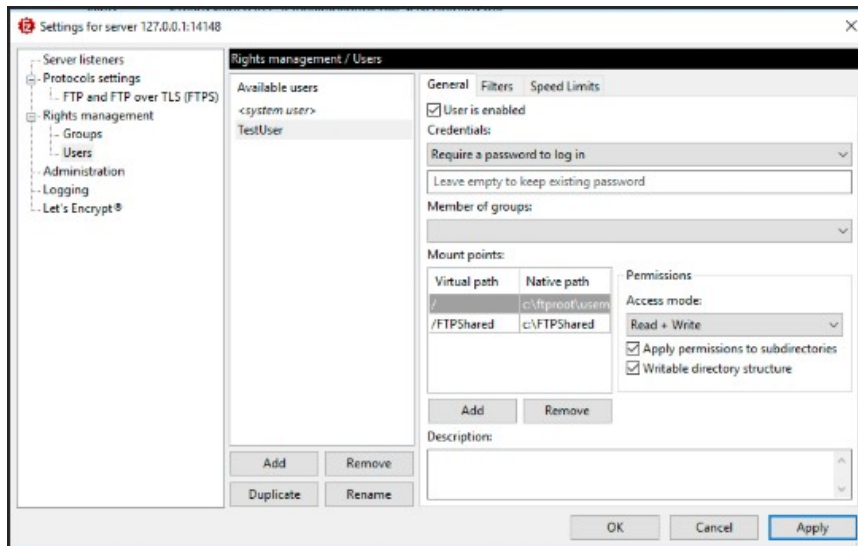 Settings for server 127.0.0.1:14148
Server listeners
Protocols settings
FTP and FTP over TLS (FTPS)
Rights management
Groups
Users
Administration
Logging
Let's Encrypt®
Rights management / Users
Available users
<system user>
TestUser
Add Remove
Duplicate Rename
General Filters Speed Limits
User is enabled
Credentials:
Require a password to log in
Leave empty to keep existing password
Member of groups:
Mount points:
Virtual path Native path
/ c:\ftproot\usern
/FTPShared c:\FTPShared
Add Remove
Permissions
Access mode:
Read + Write
Apply permissions to subdirectories
Writable directory structure
Description:
OK Cancel Apply